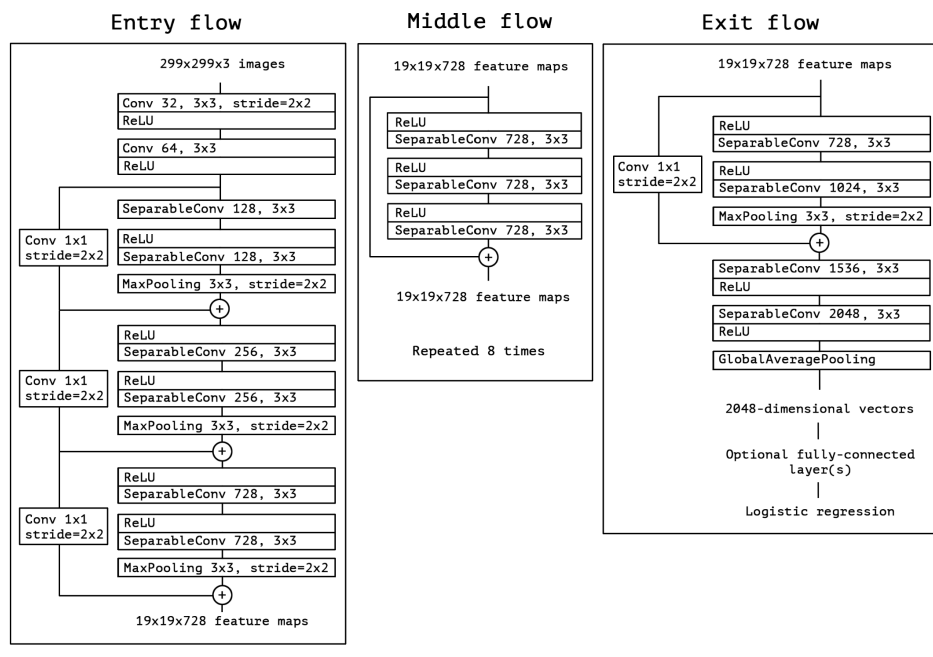 Entry flow
299x299x3 images
Conv 32, 3x3, stride=2x2
ReLU
Conv 64, 3x3
ReLU
SeparableConv 128, 3x3
Conv 1x1
stride=2x2
ReLU
SeparableConv 128, 3x3
MaxPooling 3x3, stride=2x2
+
ReLU
SeparableConv 256, 3x3
Conv 1x1
stride=2x2
ReLU
SeparableConv 256, 3x3
MaxPooling 3x3, stride=2x2
+
ReLU
SeparableConv 728, 3x3
Conv 1x1
stride=2x2
ReLU
SeparableConv 728, 3x3
MaxPooling 3x3, stride=2x2
+
19x19x728 feature maps
Middle flow
19x19x728 feature maps
ReLU
SeparableConv 728, 3x3
ReLU
SeparableConv 728, 3x3
ReLU
SeparableConv 728, 3x3
+
19x19x728 feature maps
Repeated 8 times
Exit flow
19x19x728 feature maps
ReLU
SeparableConv 728, 3x3
Conv 1x1
stride=2x2
ReLU
SeparableConv 1024, 3x3
MaxPooling 3x3, stride=2x2
+
SeparableConv 1536, 3x3
ReLU
SeparableConv 2048, 3x3
ReLU
GlobalAveragePooling
2048-dimensional vectors
Optional fully-connected
layer(s)
Logistic regression